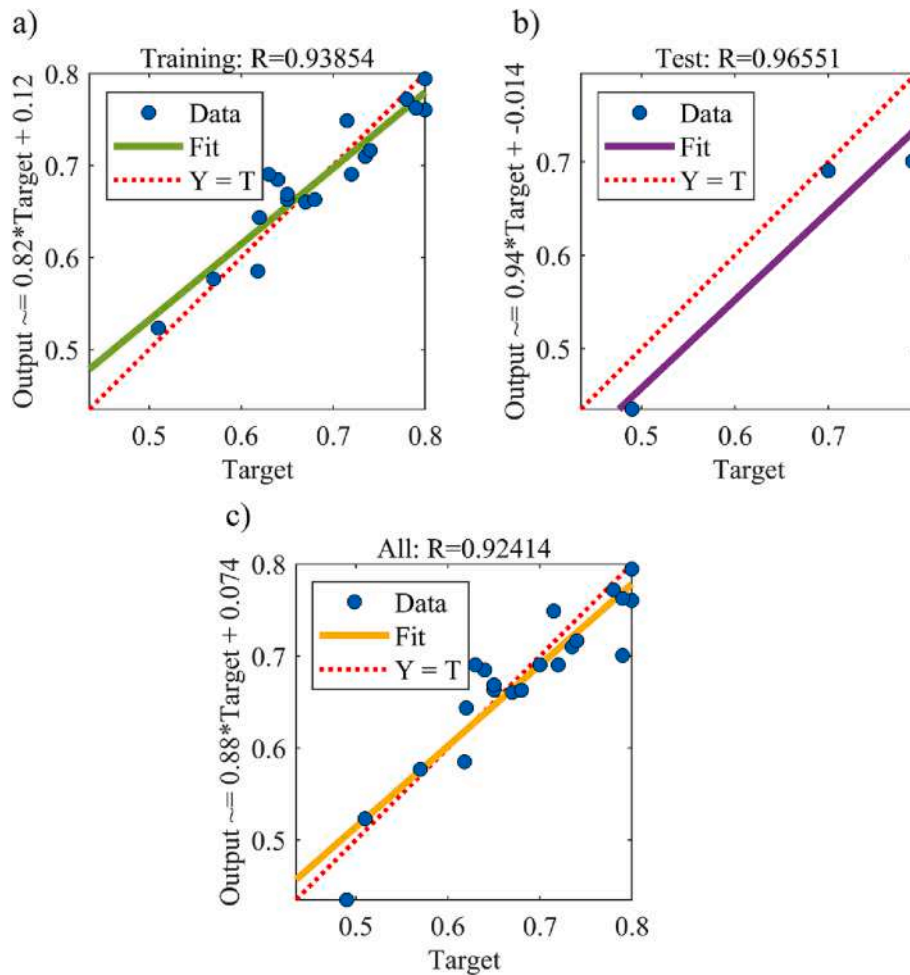 a)
Training: R=0.93854
Output ~= 0.82*Target + 0.12
0.8
0.7
0.6
0.5
Data
Fit
Y = T
0.5 0.6 0.7 0.8
Target
b)
Test: R=0.96551
Output ~= 0.94*Target + -0.014
0.7
0.6
0.5
Data
Fit
Y = T
0.5 0.6 0.7
Target
c)
All: R=0.92414
Output ~= 0.88*Target + 0.074
0.8
0.7
0.6
0.5
Data
Fit
Y = T
0.5 0.6 0.7 0.8
Target